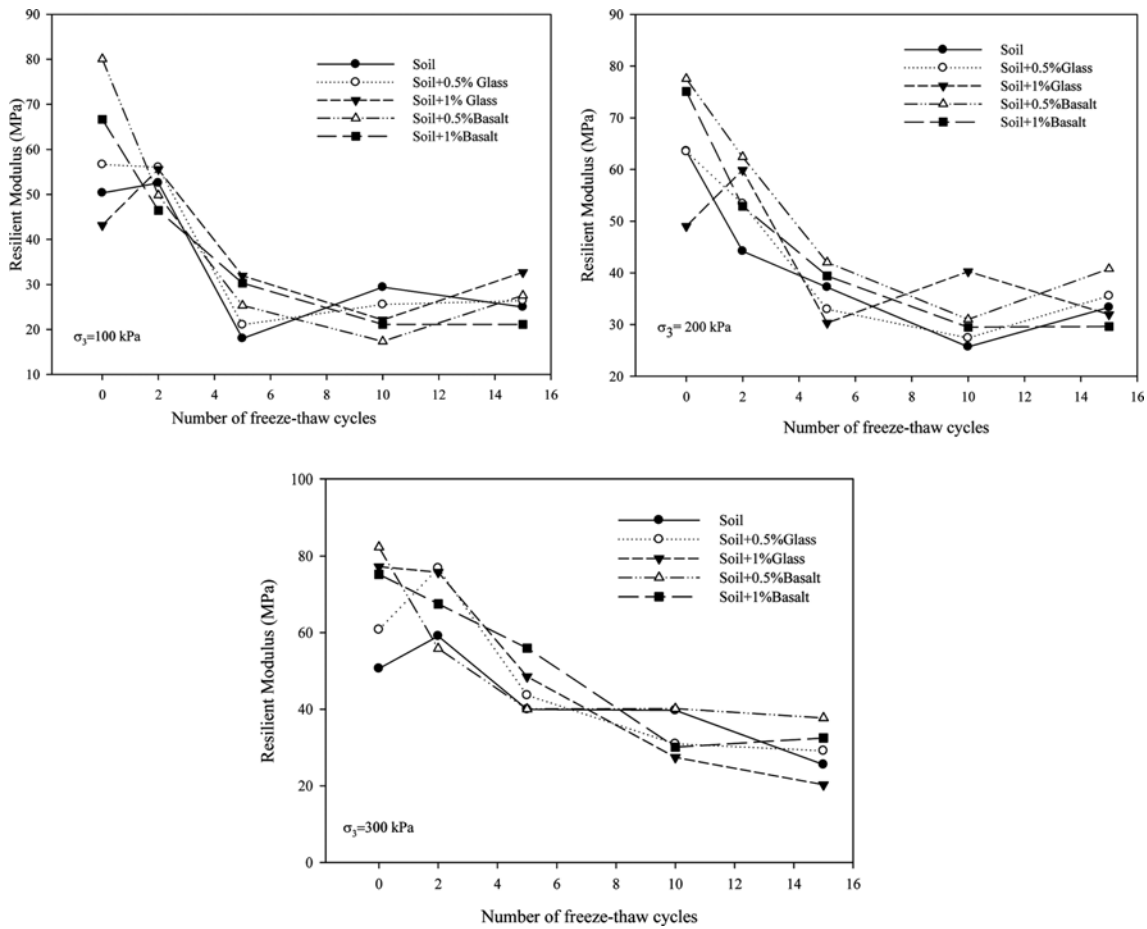 90
80
70
60
50
40
30
20
10
Resilient Modulus (MPa)
Soil
Soil+0.5% Glass
Soil+1% Glass
Soil+0.5%Basalt
Soil+1%Basalt
σ3=100 kPa
0 2 4 6 8 10 12 14 16
Number of freeze-thaw cycles
90
80
70
60
50
40
30
20
Resilient Modulus (MPa)
Soil
Soil+0.5%Glass
Soil+1%Glass
Soil+0.5%Basalt
Soil+1%Basalt
σ3= 200 kPa
0 2 4 6 8 10 12 14 16
Number of freeze-thaw cycles
100
80
60
40
20
0
Resilient Modulus (MPa)
Soil
Soil+0.5%Glass
Soil+1%Glass
Soil+0.5%Basalt
Soil+1%Basalt
σ3=300 kPa
0 2 4 6 8 10 12 14 16
Number of freeze-thaw cycles